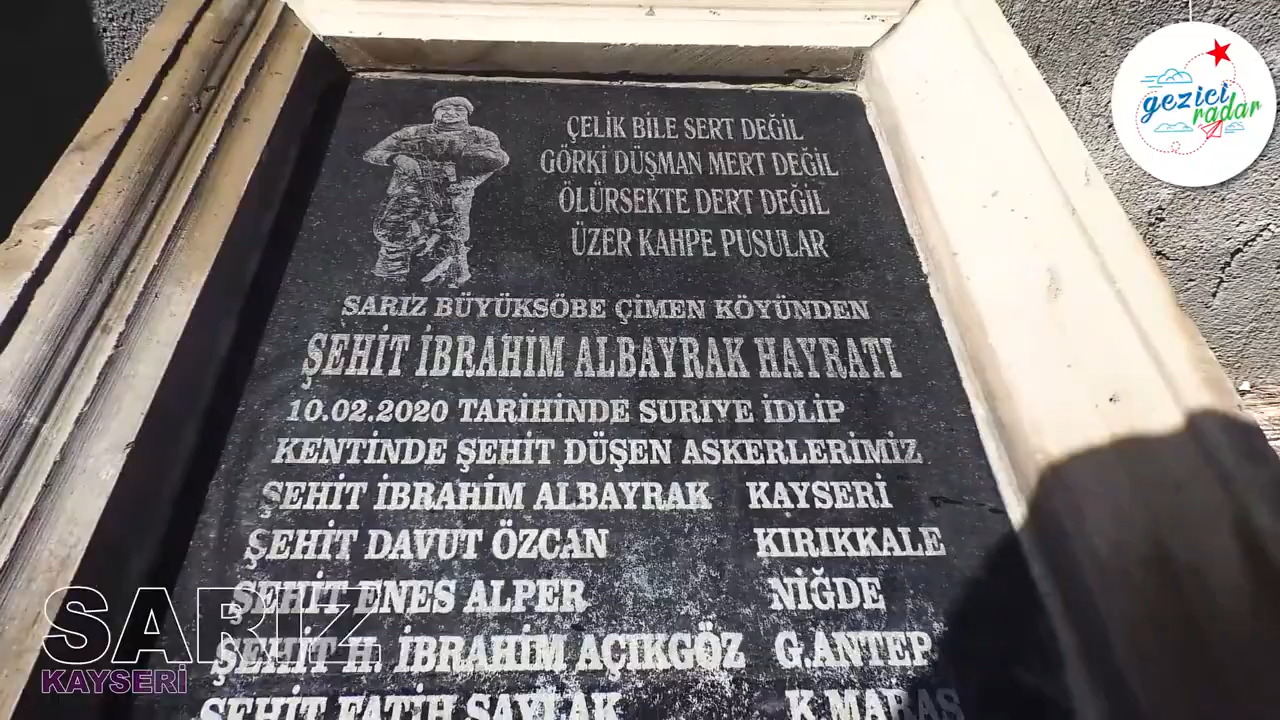 gezici
radar
ÇELİK BİLE SERT DEĞİL
GÖRKİ DÜŞMAN MERT DEĞİL
ÖLÜRSEKTE DERT DEĞİL
ÜZER KAHPE PUSULAR
SARIZ BÜYÜKSÖBE ÇİMEN KÖYÜNDEN
ŞEHİT İBRAHİM ALBAYRAK HAYRATI
10.02.2020 TARİHİNDE SURIYE İDLİP
KENTİNDE ŞEHİT DÜŞEN ASKERLERİMİZ
ŞEHİT İBRAHİM ALBAYRAK KAYSERİ
ŞEHİT DAVUT ÖZCAN KIRIKKALE
ŞEHİT ENES ALPER NİĞDE
ŞEHİT H. İBRAHİM AÇIKGÖZ G.ANTEP
ŞEHİT FATİH SAYLAK K.MARAŞ
SARIZ
KAYSERİ